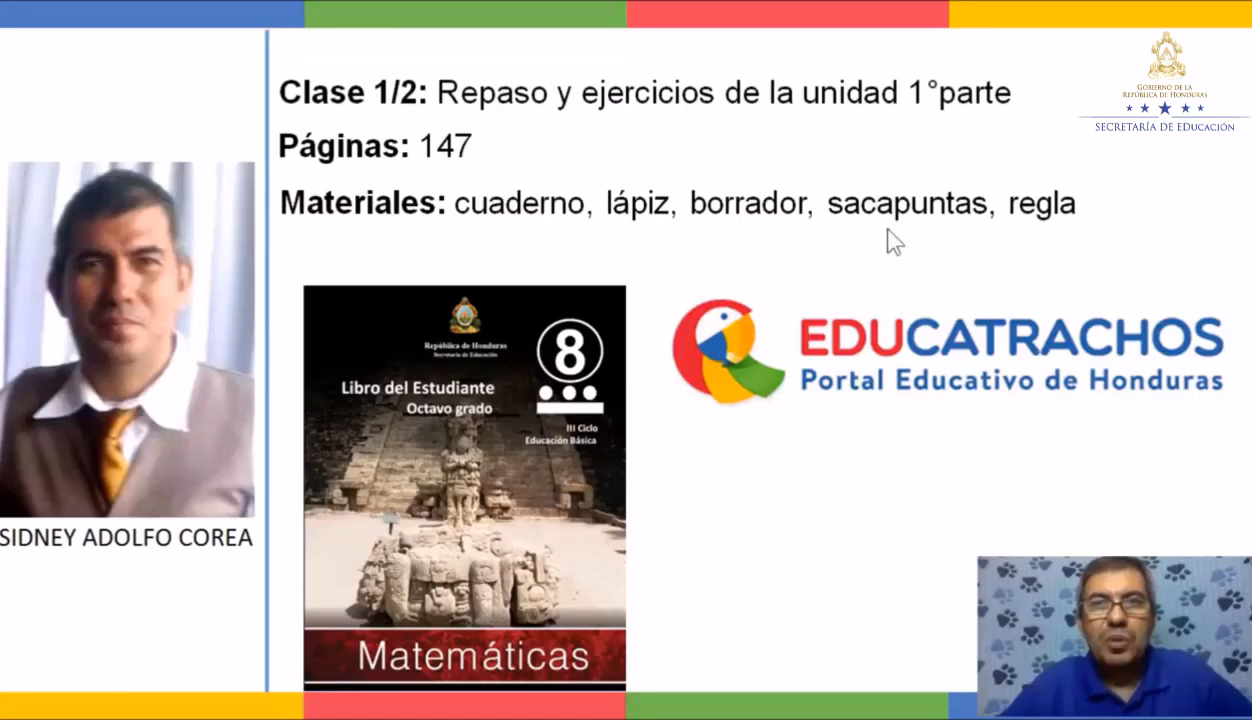 Clase 1/2: Repaso y ejercicios de la unidad 1°parte
Páginas: 147
Materiales: cuaderno, lápiz, borrador, sacapuntas, regla
GOBIERNO DE LA
REPÚBLICA DE HONDURAS
SECRETARÍA DE EDUCACIÓN
SIDNEY ADOLFO COREA
República de Honduras
Secretaría de Educación
8
Libro del Estudiante
Octavo grado
III Ciclo
Educación Básica
Matemáticas
EDUCATRACHOS
Portal Educativo de Honduras